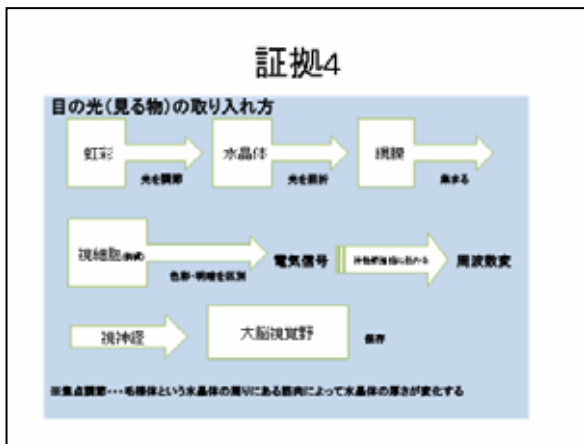 証拠4
目の光(見る物)の取り入れ方
虹彩 水晶体 網膜
光を調節 光を屈折 集まる
視細胞 電気信号 周波数変
色彩・明暗を区別
視神経 大脳視覚野 保存
※焦点調節・・・毛様体という水晶体の周りにある筋肉によって水晶体の厚さが変化する